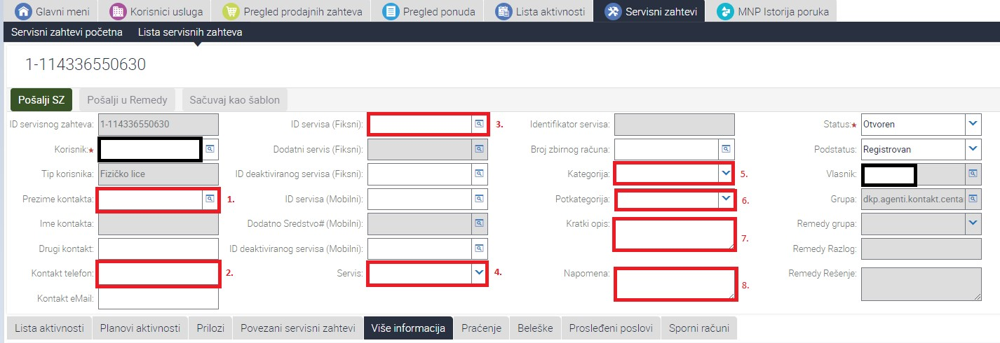 Glavni meni Korisnici usluga Pregled prodajnih zahteva Pregled ponuda Lista aktivnosti Servisni zahtevi MNP Istorija poruka
Servisni zahtevi početna Lista servisnih zahteva
1-114336550630
Pošalji SZ Pošalji u Remedy Sačuvaj kao šablon
ID servisnog zahteva: 1-114336550630 ID servisa (Fiksni): 3. Identifikator servisa: Status:★ Otvoren
Korisnik:★ Dodatni servis (Fiksni): Broj zbirnog računa: Podstatus: Registrovan
Tip korisnika: Fizičko lice ID deaktiviranog servisa (Fiksni): Kategorija: 5. Vlasnik:
Prezime kontakta: 1. ID servisa (Mobilni): Potkategorija: 6. Grupa: dkp.agenti.kontakt.centa
Ime kontakta: Dodatno Sredstvo# (Mobilni): Kratki opis: 7. Remedy grupa:
Drugi kontakt: ID deaktiviranog servisa (Mobilni): Remedy Razlog:
Kontakt telefon: 2. Servis: 4. Napomena: 8. Remedy Rešenje:
Kontakt eMail:
Lista aktivnosti Planovi aktivnosti Prilozi Povezani servisni zahtevi Više informacija Praćenje Beleške Prosleđeni poslovi Sporni računi